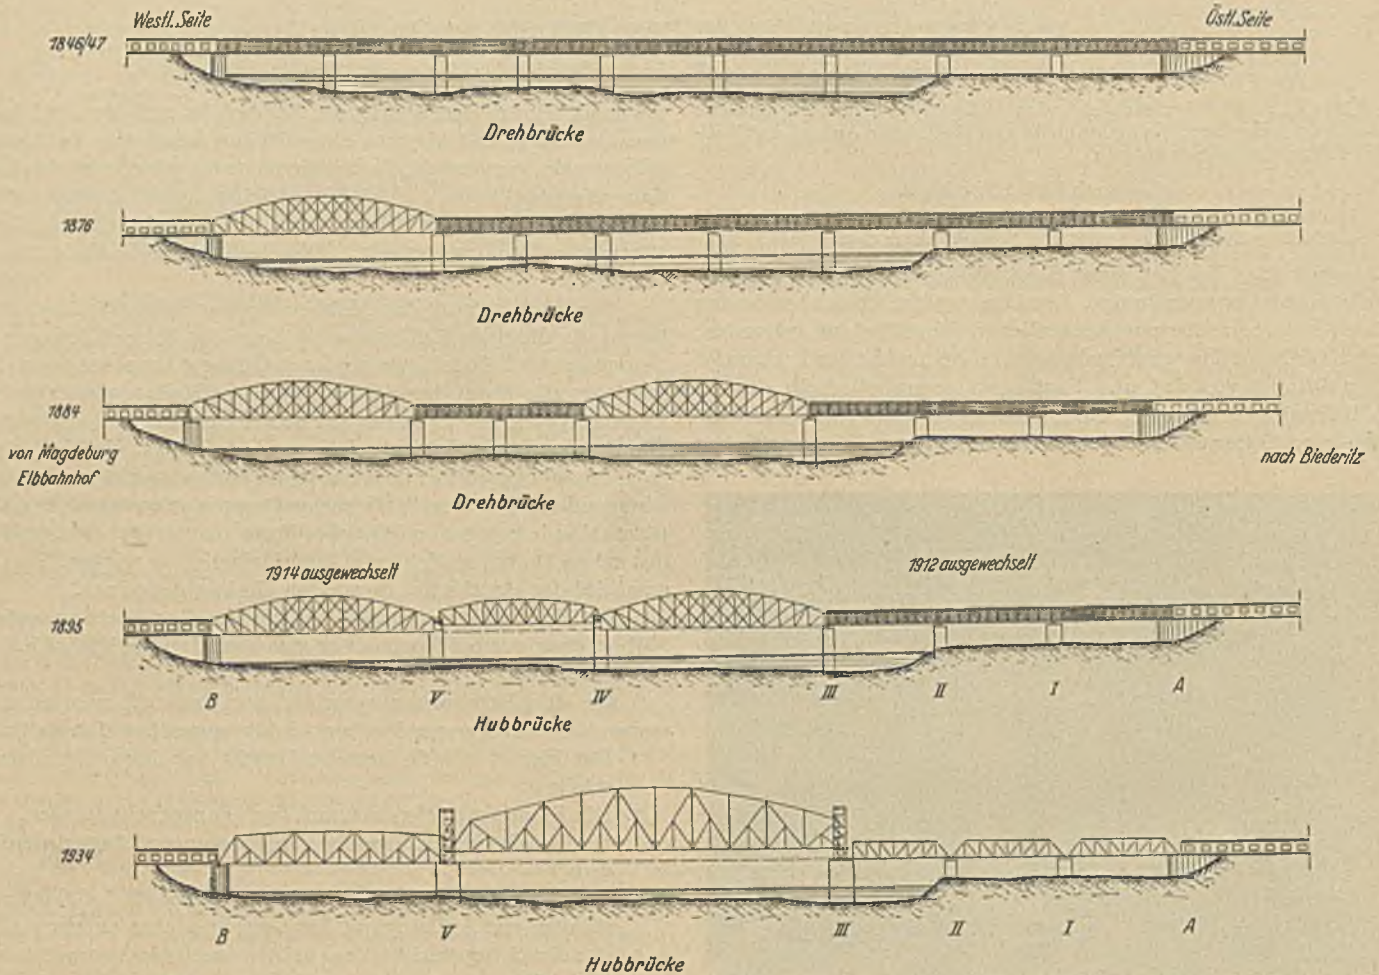 Westl. Seite
Östl. Seite
1846/47
Drehbrücke
1876
Drehbrücke
1884
von Magdeburg
Elbbahnhof
nach Biederitz
Drehbrücke
1914 ausgewechselt
1912 ausgewechselt
1895
B V IV III II I A
Hubbrücke
1934
B V III II I A
Hubbrücke